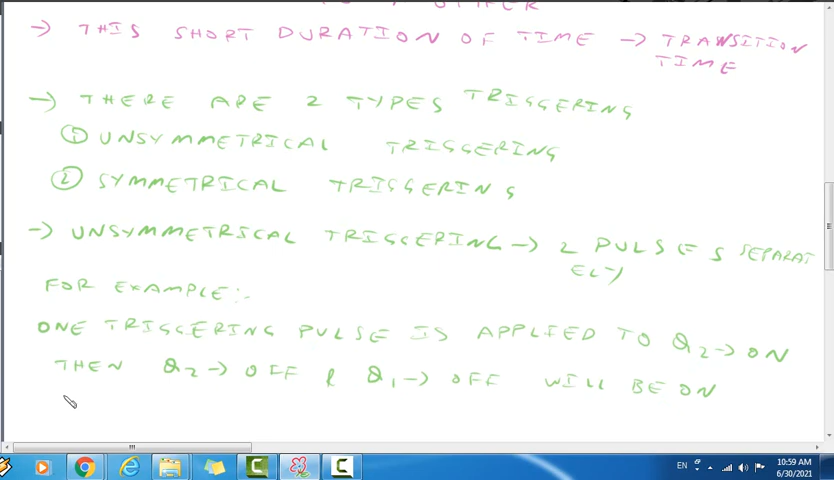 → THIS SHORT DURATION OF TIME → TRANSITION
TIME
→ THERE ARE 2 TYPES TRIGGERING
① UNSYMMETRICAL TRIGGERING
② SYMMETRICAL TRIGGERING
→ UNSYMMETRICAL TRIGGERING → 2 PULSES SEPARAT
ELY
FOR EXAMPLE:-
ONE TRIGGERING PULSE IS APPLIED TO Q2 → ON
THEN Q2 → OFF & Q1 → OFF WILL BE ON
EN
10:59 AM
6/30/2021